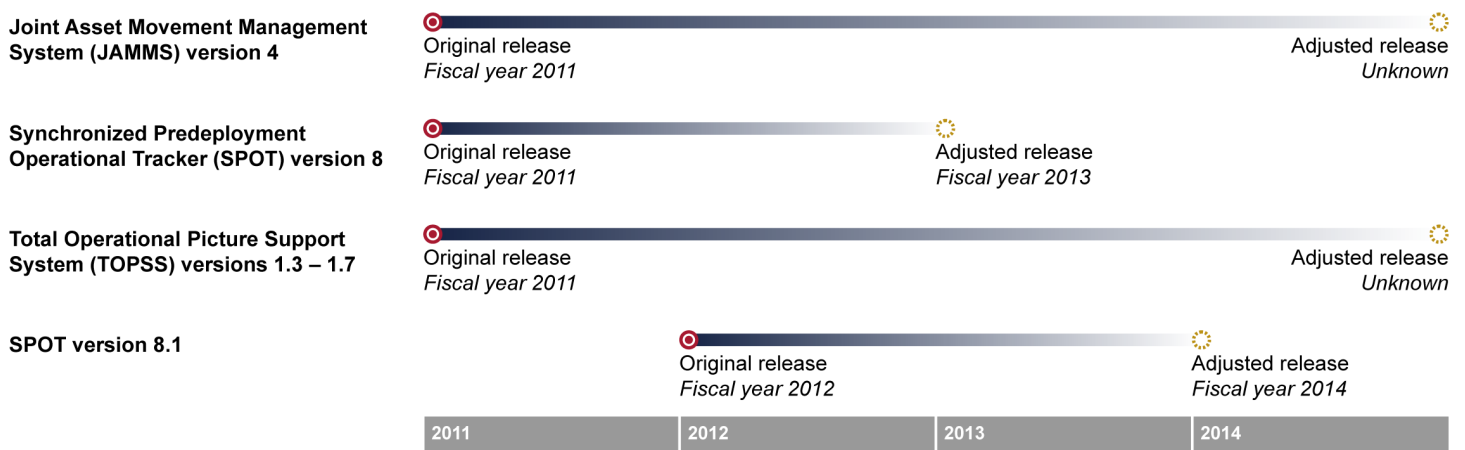 Joint Asset Movement Management
System (JAMMS) version 4
Original release
Fiscal year 2011
Adjusted release
Unknown
Synchronized Predeployment
Operational Tracker (SPOT) version 8
Original release
Fiscal year 2011
Adjusted release
Fiscal year 2013
Total Operational Picture Support
System (TOPSS) versions 1.3 – 1.7
Original release
Fiscal year 2011
Adjusted release
Unknown
SPOT version 8.1
Original release
Fiscal year 2012
Adjusted release
Fiscal year 2014
2011 2012 2013 2014